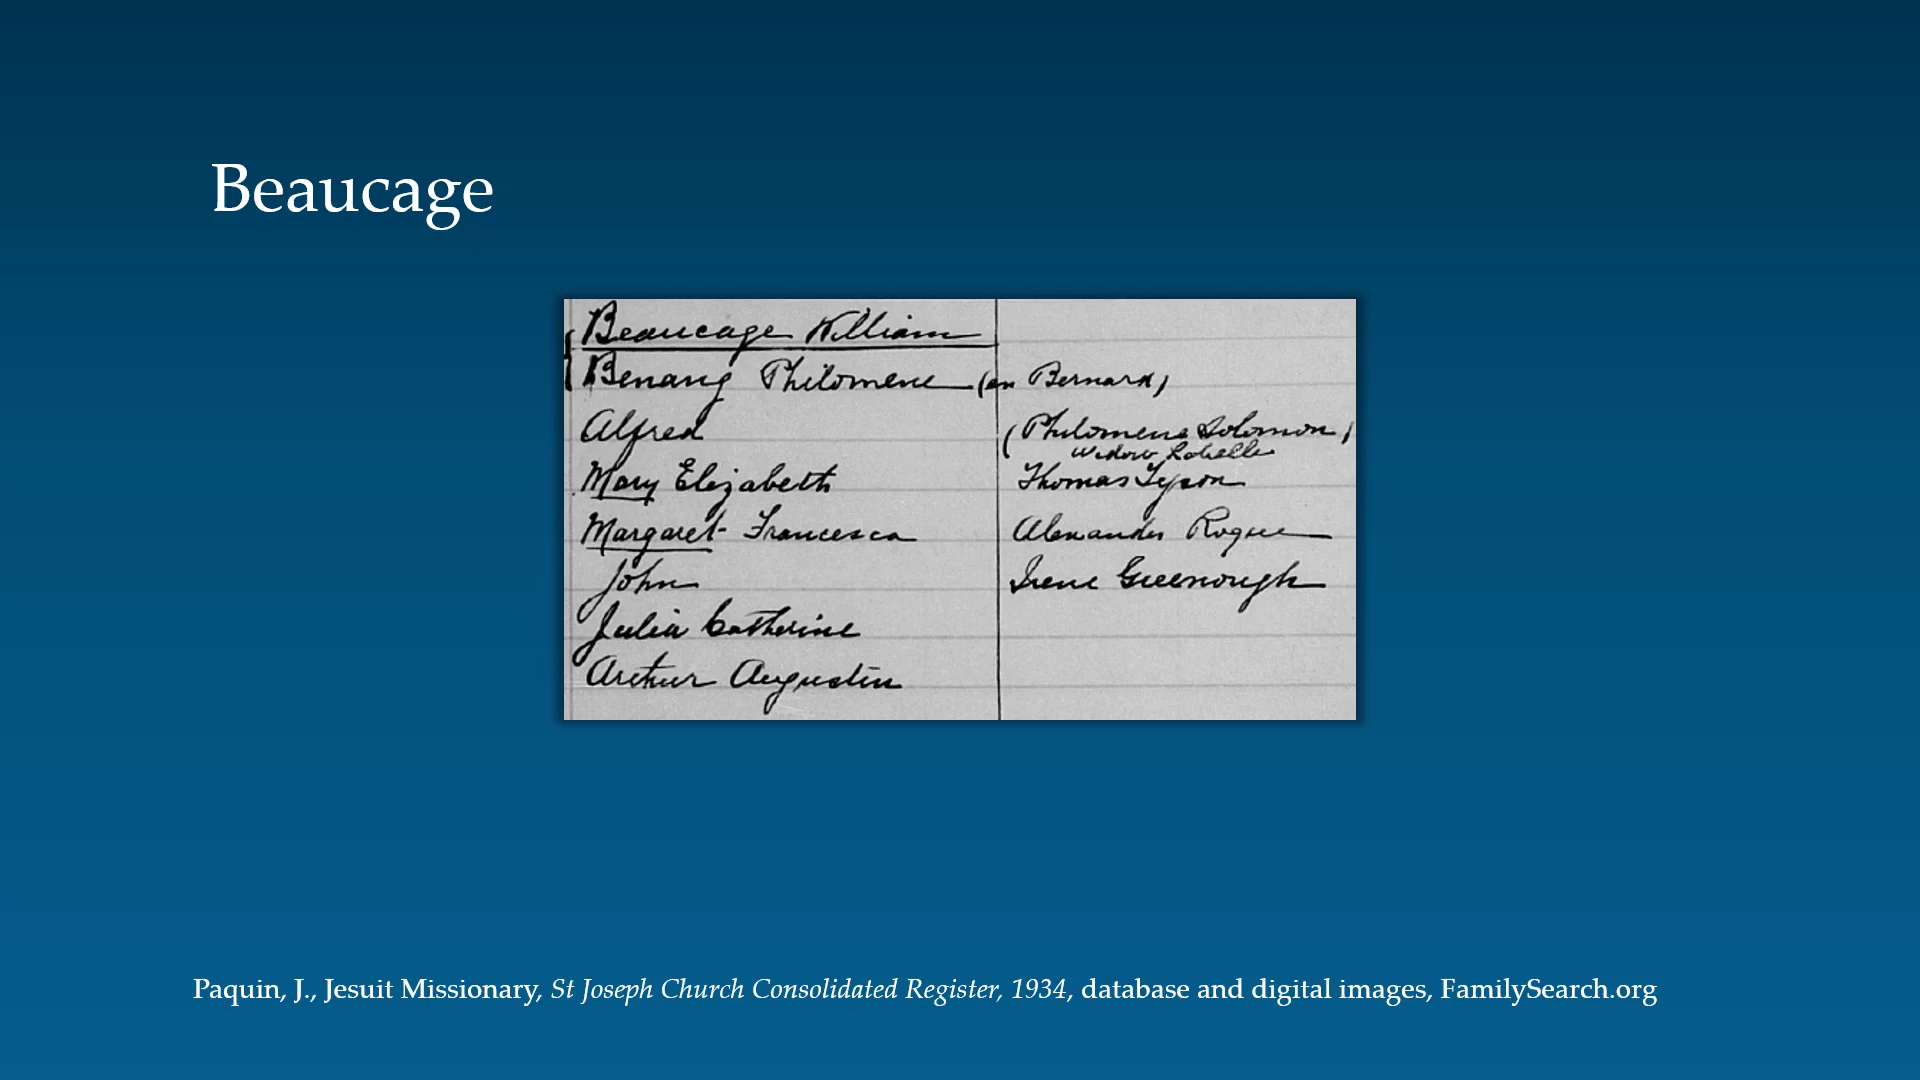 Beaucage
Beaucage William
Benang Philomene (en Bernard)
Alfred (Philomene Solomon)
widow
Mary Elizabeth Thomas Tyson
Margaret Francesca Alexander Rogue
John Irene Greenough
Julia Catherine
Arthur Augustin
Paquin, J., Jesuit Missionary, St Joseph Church Consolidated Register, 1934, database and digital images, FamilySearch.org